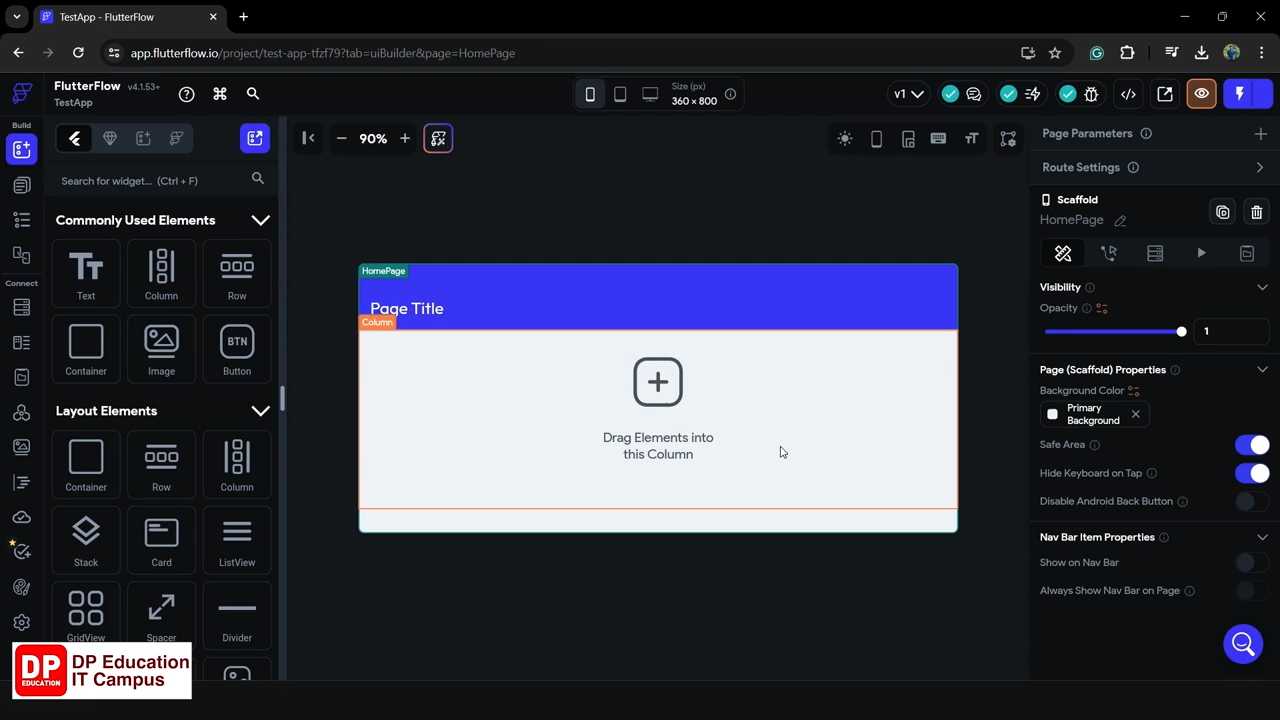 TestApp - FlutterFlow
app.flutterflow.io/project/test-app-tfzf79?tab=uiBuilder&page=HomePage
FlutterFlow v4.1.53+
TestApp
Size (px)
360 × 800
v1
Build
90%
Page Parameters
Search for widget... (Ctrl + F)
Route Settings
Commonly Used Elements
Scaffold
HomePage
Text
Column
Row
Container
Image
BTN
Button
Connect
HomePage
Page Title
Column
Drag Elements into
this Column
Visibility
Opacity
1
Page (Scaffold) Properties
Background Color
Primary
Background
Safe Area
Hide Keyboard on Tap
Disable Android Back Button
Nav Bar Item Properties
Show on Nav Bar
Always Show Nav Bar on Page
Layout Elements
Container
Row
Column
Stack
Card
ListView
GridView
Spacer
Divider
DP
EDUCATION
DP Education
IT Campus